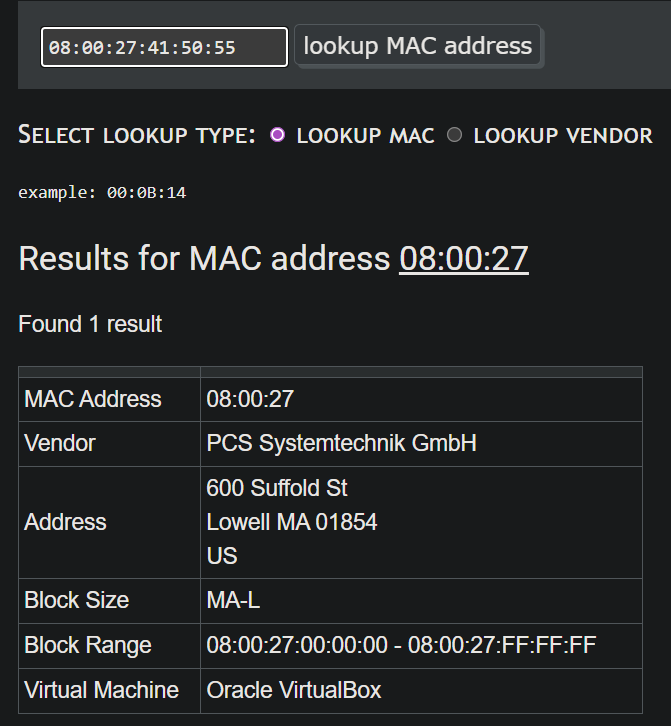 08:00:27:41:50:55 lookup MAC address
SELECT LOOKUP TYPE: LOOKUP MAC LOOKUP VENDOR
example: 00:0B:14
Results for MAC address 08:00:27
Found 1 result
MAC Address 08:00:27
Vendor PCS Systemtechnik GmbH
Address
600 Suffold St
Lowell MA 01854
US
Block Size MA-L
Block Range 08:00:27:00:00:00 - 08:00:27:FF:FF:FF
Virtual Machine Oracle VirtualBox